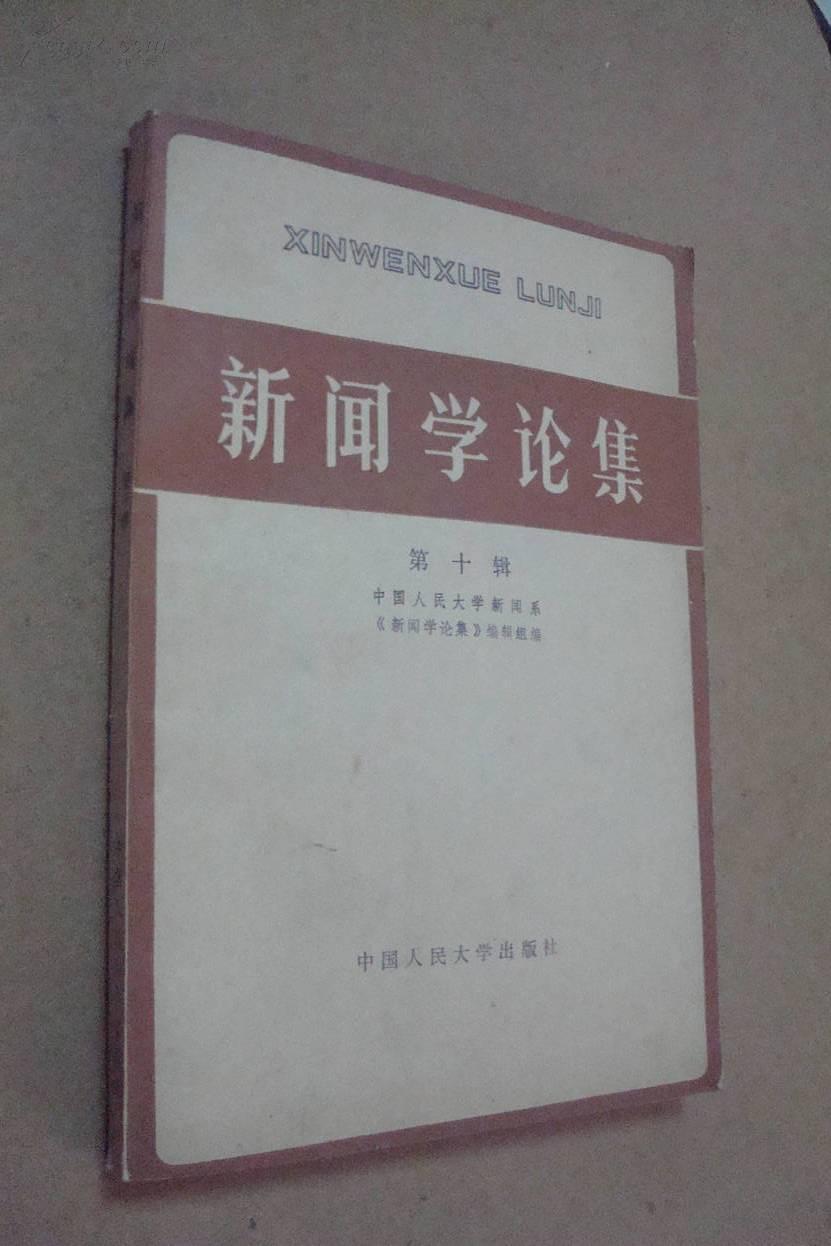 XINWENXUE LUNJI
新闻学论集
第十辑
中国人民大学新闻系
《新闻学论集》编辑组编
中国人民大学出版社